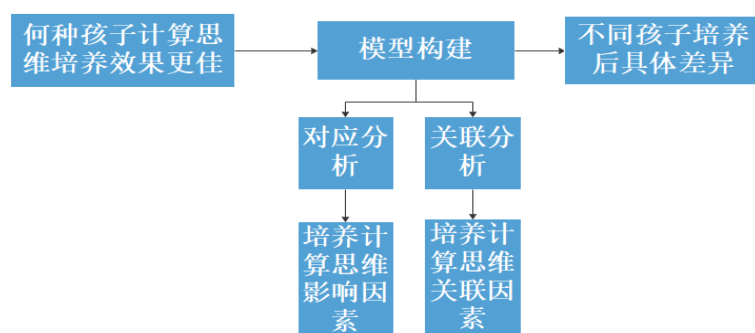 何种孩子计算思
维培养效果更佳
模型构建
不同孩子培养
后具体差异
对应分
析
关联分
析
培养计
算思维
影响因
素
培养计
算思维
关联因
素